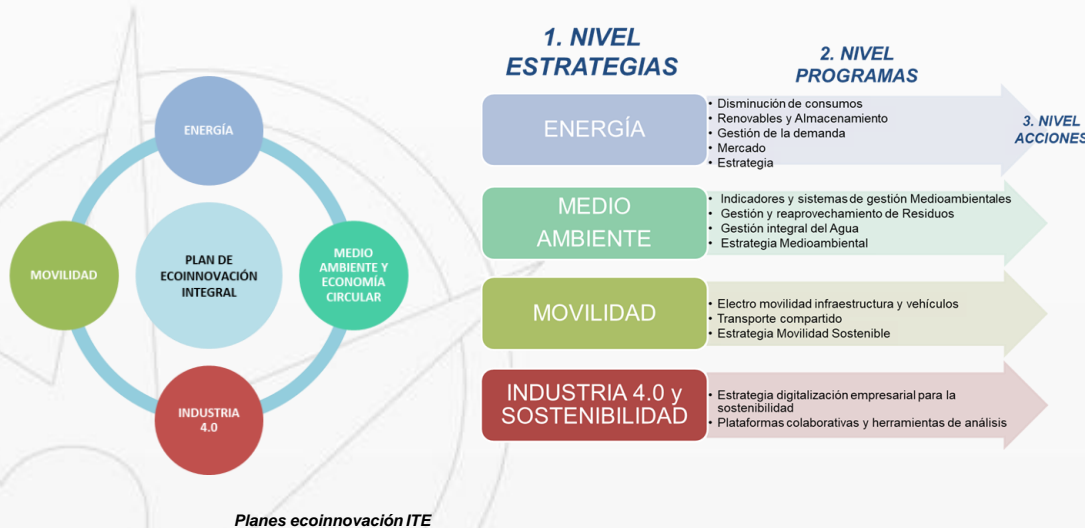 ENERGÍA
MOVILIDAD
PLAN DE
ECOINNOVACIÓN
INTEGRAL
MEDIO
AMBIENTE Y
ECONOMÍA
CIRCULAR
INDUSTRIA
4.0
Planes ecoinnovación ITE
1. NIVEL
ESTRATEGIAS
2. NIVEL
PROGRAMAS
3. NIVEL
ACCIONES
ENERGÍA
• Disminución de consumos
• Renovables y Almacenamiento
• Gestión de la demanda
• Mercado
• Estrategia
MEDIO
AMBIENTE
• Indicadores y sistemas de gestión Medioambientales
• Gestión y reaprovechamiento de Residuos
• Gestión integral del Agua
• Estrategia Medioambiental
MOVILIDAD
• Electro movilidad infraestructura y vehículos
• Transporte compartido
• Estrategia Movilidad Sostenible
INDUSTRIA 4.0 y
SOSTENIBILIDAD
• Estrategia digitalización empresarial para la
sostenibilidad
• Plataformas colaborativas y herramientas de análisis